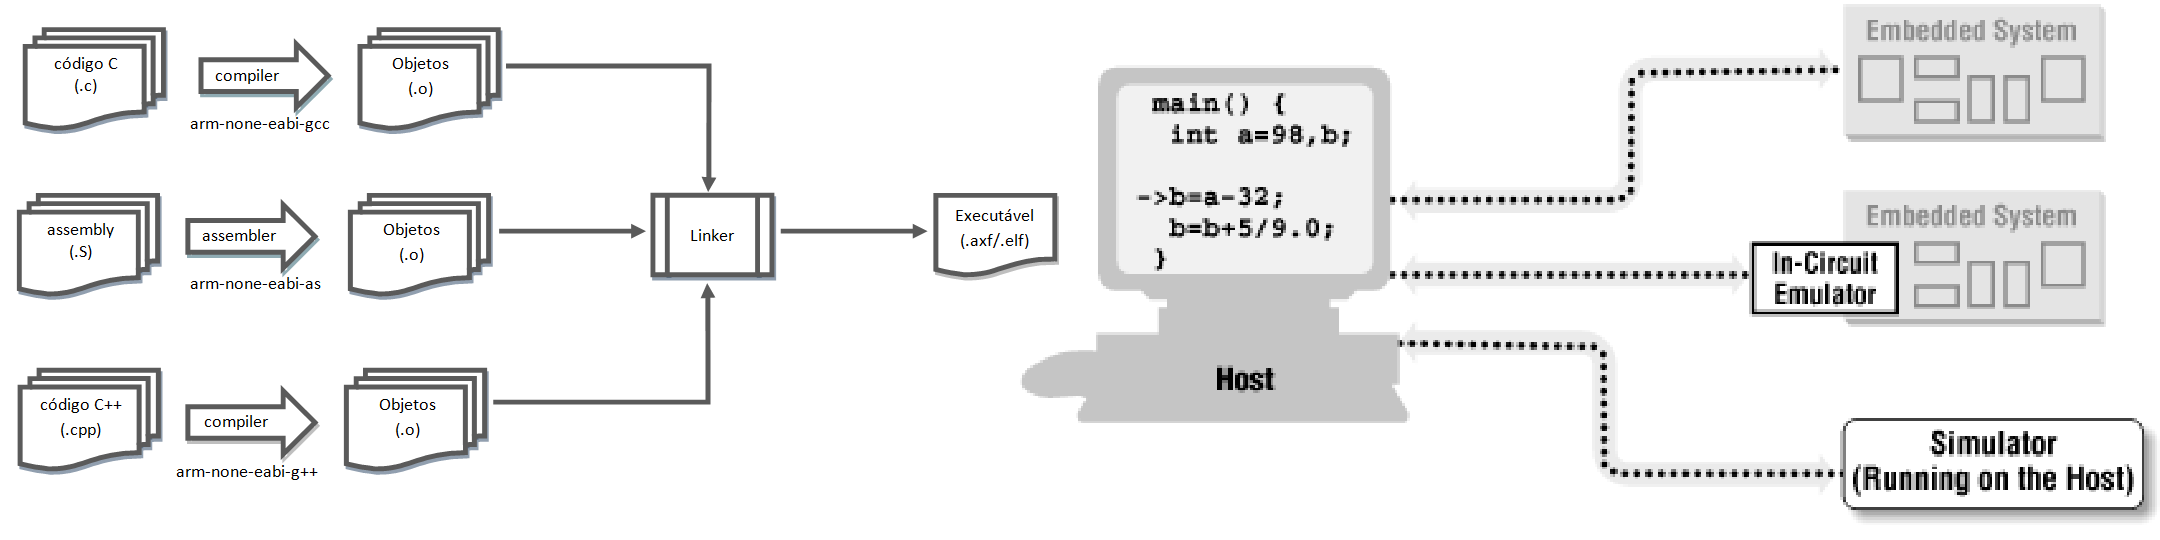 código C
(.c)
compiler
arm-none-eabi-gcc
Objetos
(.o)
assembly
(.S)
assembler
arm-none-eabi-as
Objetos
(.o)
código C++
(.cpp)
compiler
arm-none-eabi-g++
Objetos
(.o)
Linker
Executável
(.axf/.elf)
main() {
int a=98,b;
->b=a-32;
b=b+5/9.0;
}
Host
Embedded System
Embedded System
In-Circuit
Emulator
Simulator
(Running on the Host)